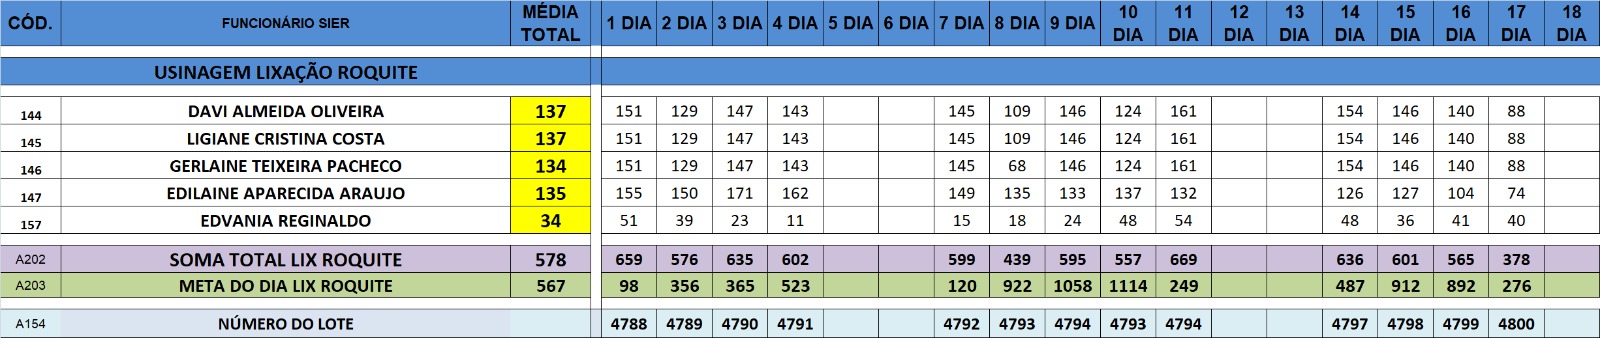 CÓD. FUNCIONÁRIO SIER MÉDIA TOTAL 1 DIA 2 DIA 3 DIA 4 DIA 5 DIA 6 DIA 7 DIA 8 DIA 9 DIA 10 DIA 11 DIA 12 DIA 13 DIA 14 DIA 15 DIA 16 DIA 17 DIA 18 DIA
USINAGEM LIXAÇÃO ROQUITE
144 DAVI ALMEIDA OLIVEIRA 137 151 129 147 143 145 109 146 124 161 154 146 140 88
145 LIGIANE CRISTINA COSTA 137 151 129 147 143 145 109 146 124 161 154 146 140 88
146 GERLAINE TEIXEIRA PACHECO 134 151 129 147 143 145 68 146 124 161 154 146 140 88
147 EDILAINE APARECIDA ARAUJO 135 155 150 171 162 149 135 133 137 132 126 127 104 74
157 EDVANIA REGINALDO 34 51 39 23 11 15 18 24 48 54 48 36 41 40
A202 SOMA TOTAL LIX ROQUITE 578 659 576 635 602 599 439 595 557 669 636 601 565 378
A203 META DO DIA LIX ROQUITE 567 98 356 365 523 120 922 1058 1114 249 487 912 892 276
A154 NÚMERO DO LOTE 4788 4789 4790 4791 4792 4793 4794 4793 4794 4797 4798 4799 4800